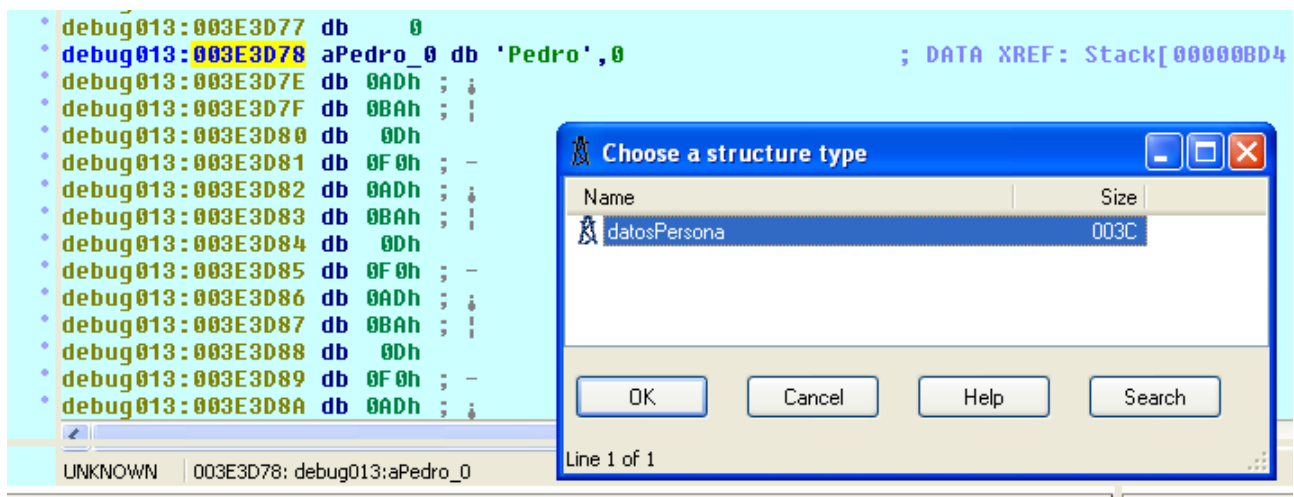 debug013:003E3D77 db 0
debug013:003E3D78 aPedro_0 db 'Pedro',0 ; DATA XREF: Stack[00000BD4
debug013:003E3D7E db 0ADh ; ¡
debug013:003E3D7F db 0BAh ; ¦
debug013:003E3D80 db 0Dh
debug013:003E3D81 db 0F0h ; -
debug013:003E3D82 db 0ADh ; ¡
debug013:003E3D83 db 0BAh ; ¦
debug013:003E3D84 db 0Dh
debug013:003E3D85 db 0F0h ; -
debug013:003E3D86 db 0ADh ; ¡
debug013:003E3D87 db 0BAh ; ¦
debug013:003E3D88 db 0Dh
debug013:003E3D89 db 0F0h ; -
debug013:003E3D8A db 0ADh ; ¡
UNKNOWN 003E3D78: debug013:aPedro_0
Choose a structure type
Name Size
datosPersona 003C
OK Cancel Help Search
Line 1 of 1